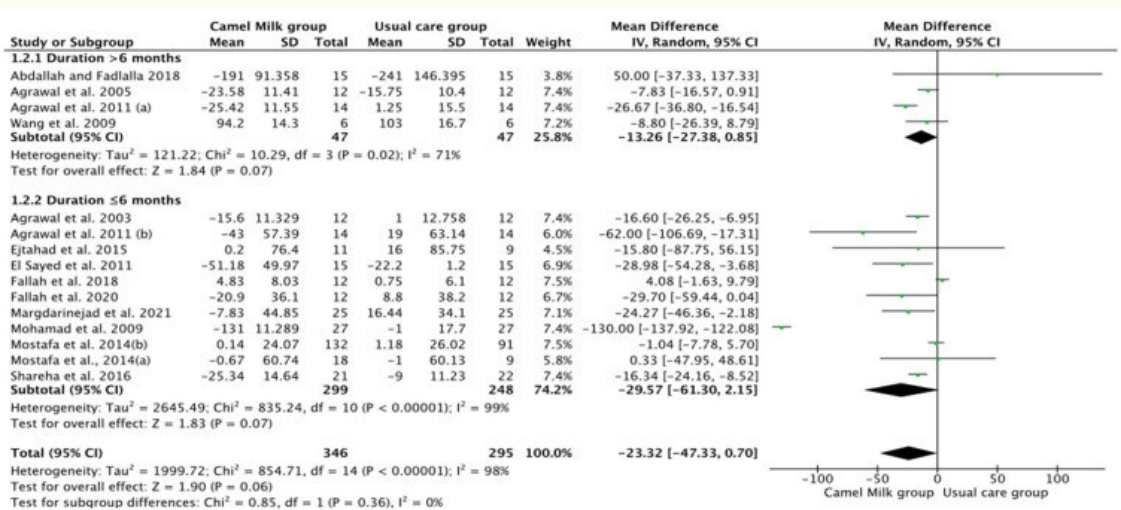 Camel Milk group Usual care group Mean Difference Mean Difference
Study or Subgroup Mean SD Total Mean SD Total Weight IV, Random, 95% CI IV, Random, 95% CI
1.2.1 Duration >6 months
Abdallah and Fadlalla 2018 -191 91.358 15 -241 146.395 15 3.8% 50.00 [-37.33, 137.33]
Agrawal et al. 2005 -23.58 11.41 12 -15.75 10.4 12 7.4% -7.83 [-16.57, 0.91]
Agrawal et al. 2011 (a) -25.42 11.55 14 1.25 15.5 14 7.4% -26.67 [-36.80, -16.54]
Wang et al. 2009 94.2 14.3 6 103 16.7 6 7.2% -8.80 [-26.39, 8.79]
Subtotal (95% CI) 47 47 25.8% -13.26 [-27.38, 0.85]
Heterogeneity: Tau² = 121.22; Chi² = 10.29, df = 3 (P = 0.02); I² = 71%
Test for overall effect: Z = 1.84 (P = 0.07)
1.2.2 Duration ≤6 months
Agrawal et al. 2003 -15.6 11.329 12 1 12.758 12 7.4% -16.60 [-26.25, -6.95]
Agrawal et al. 2011 (b) -43 57.39 14 19 63.14 14 6.0% -62.00 [-106.69, -17.31]
Ejtahad et al. 2015 0.2 76.4 11 16 85.75 9 4.5% -15.80 [-87.75, 56.15]
El Sayed et al. 2011 -51.18 49.97 15 -22.2 1.2 15 6.9% -28.98 [-54.28, -3.68]
Fallah et al. 2018 4.83 8.03 12 0.75 6.1 12 7.5% 4.08 [-1.63, 9.79]
Fallah et al. 2020 -20.9 36.1 12 8.8 38.2 12 6.7% -29.70 [-59.44, 0.04]
Margdarinejad et al. 2021 -7.83 44.85 25 16.44 34.1 25 7.1% -24.27 [-46.36, -2.18]
Mohamad et al. 2009 -131 11.289 27 -1 17.7 27 7.4% -130.00 [-137.92, -122.08]
Mostafa et al. 2014(b) 0.14 24.07 132 1.18 26.02 91 7.5% -1.04 [-7.78, 5.70]
Mostafa et al., 2014(a) -0.67 60.74 18 -1 60.13 9 5.8% 0.33 [-47.95, 48.61]
Shareha et al. 2016 -25.34 14.64 21 -9 11.23 22 7.4% -16.34 [-24.16, -8.52]
Subtotal (95% CI) 299 248 74.2% -29.57 [-61.30, 2.15]
Heterogeneity: Tau² = 2645.49; Chi² = 835.24, df = 10 (P < 0.00001); I² = 99%
Test for overall effect: Z = 1.83 (P = 0.07)
Total (95% CI) 346 295 100.0% -23.32 [-47.33, 0.70]
Heterogeneity: Tau² = 1999.72; Chi² = 854.71, df = 14 (P < 0.00001); I² = 98%
Test for overall effect: Z = 1.90 (P = 0.06)
Test for subgroup differences: Chi² = 0.85, df = 1 (P = 0.36), I² = 0%
-100 -50 0 50 100
Camel Milk group Usual care group